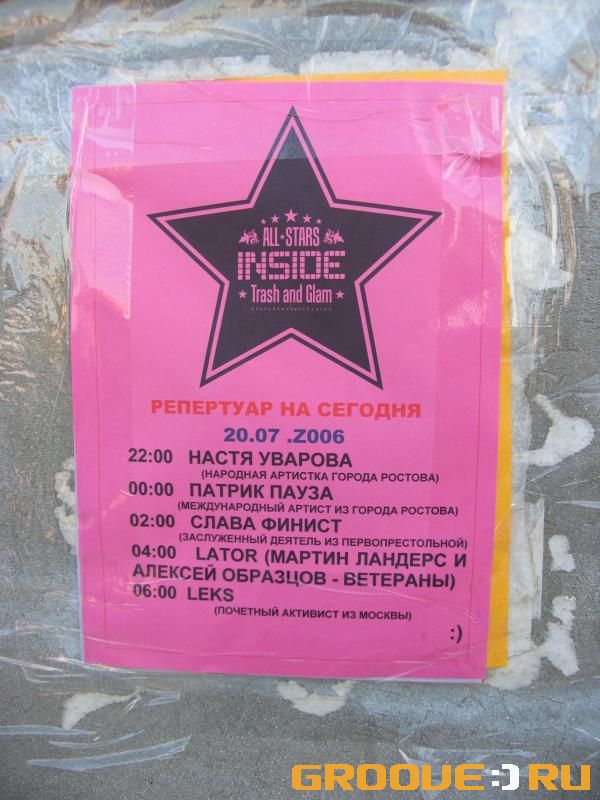 ALL★STARS
INSIDE
★ Trash and Glam ★
РЕПЕРТУАР НА СЕГОДНЯ
20.07 .Z006
22:00 НАСТЯ УВАРОВА
(НАРОДНАЯ АРТИСТКА ГОРОДА РОСТОВА)
00:00 ПАТРИК ПАУЗА
(МЕЖДУНАРОДНЫЙ АРТИСТ ИЗ ГОРОДА РОСТОВА)
02:00 СЛАВА ФИНИСТ
(ЗАСЛУЖЕННЫЙ ДЕЯТЕЛЬ ИЗ ПЕРВОПРЕСТОЛЬНОЙ)
04:00 LATOR (МАРТИН ЛАНДЕРС И
АЛЕКСЕЙ ОБРАЗЦОВ - ВЕТЕРАНЫ)
06:00 LEKS
(ПОЧЕТНЫЙ АКТИВИСТ ИЗ МОСКВЫ)
:)
GROOVE:)RU